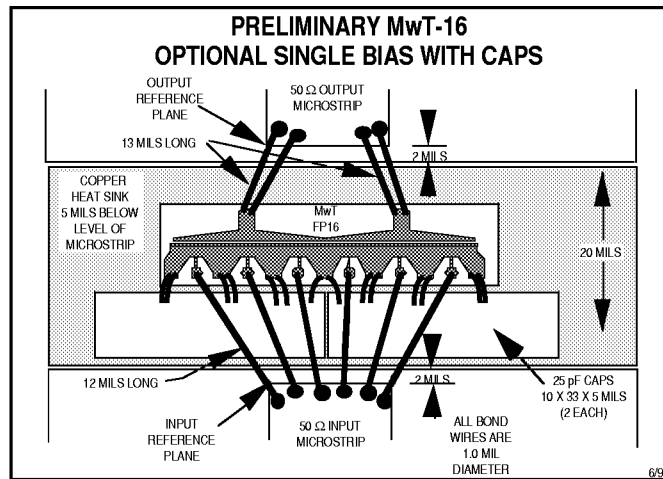 PRELIMINARY MwT-16
OPTIONAL SINGLE BIAS WITH CAPS
OUTPUT
REFERENCE
PLANE
50 Ω OUTPUT
MICROSTRIP
13 MILS LONG
2 MILS
COPPER
HEAT SINK
5 MILS BELOW
LEVEL OF
MICROSTRIP
MwT
FP16
20 MILS
12 MILS LONG
2 MILS
25 pF CAPS
10 X 33 X 5 MILS
(2 EACH)
INPUT
REFERENCE
PLANE
50 Ω INPUT
MICROSTRIP
ALL BOND
WIRES ARE
1.0 MIL
DIAMETER